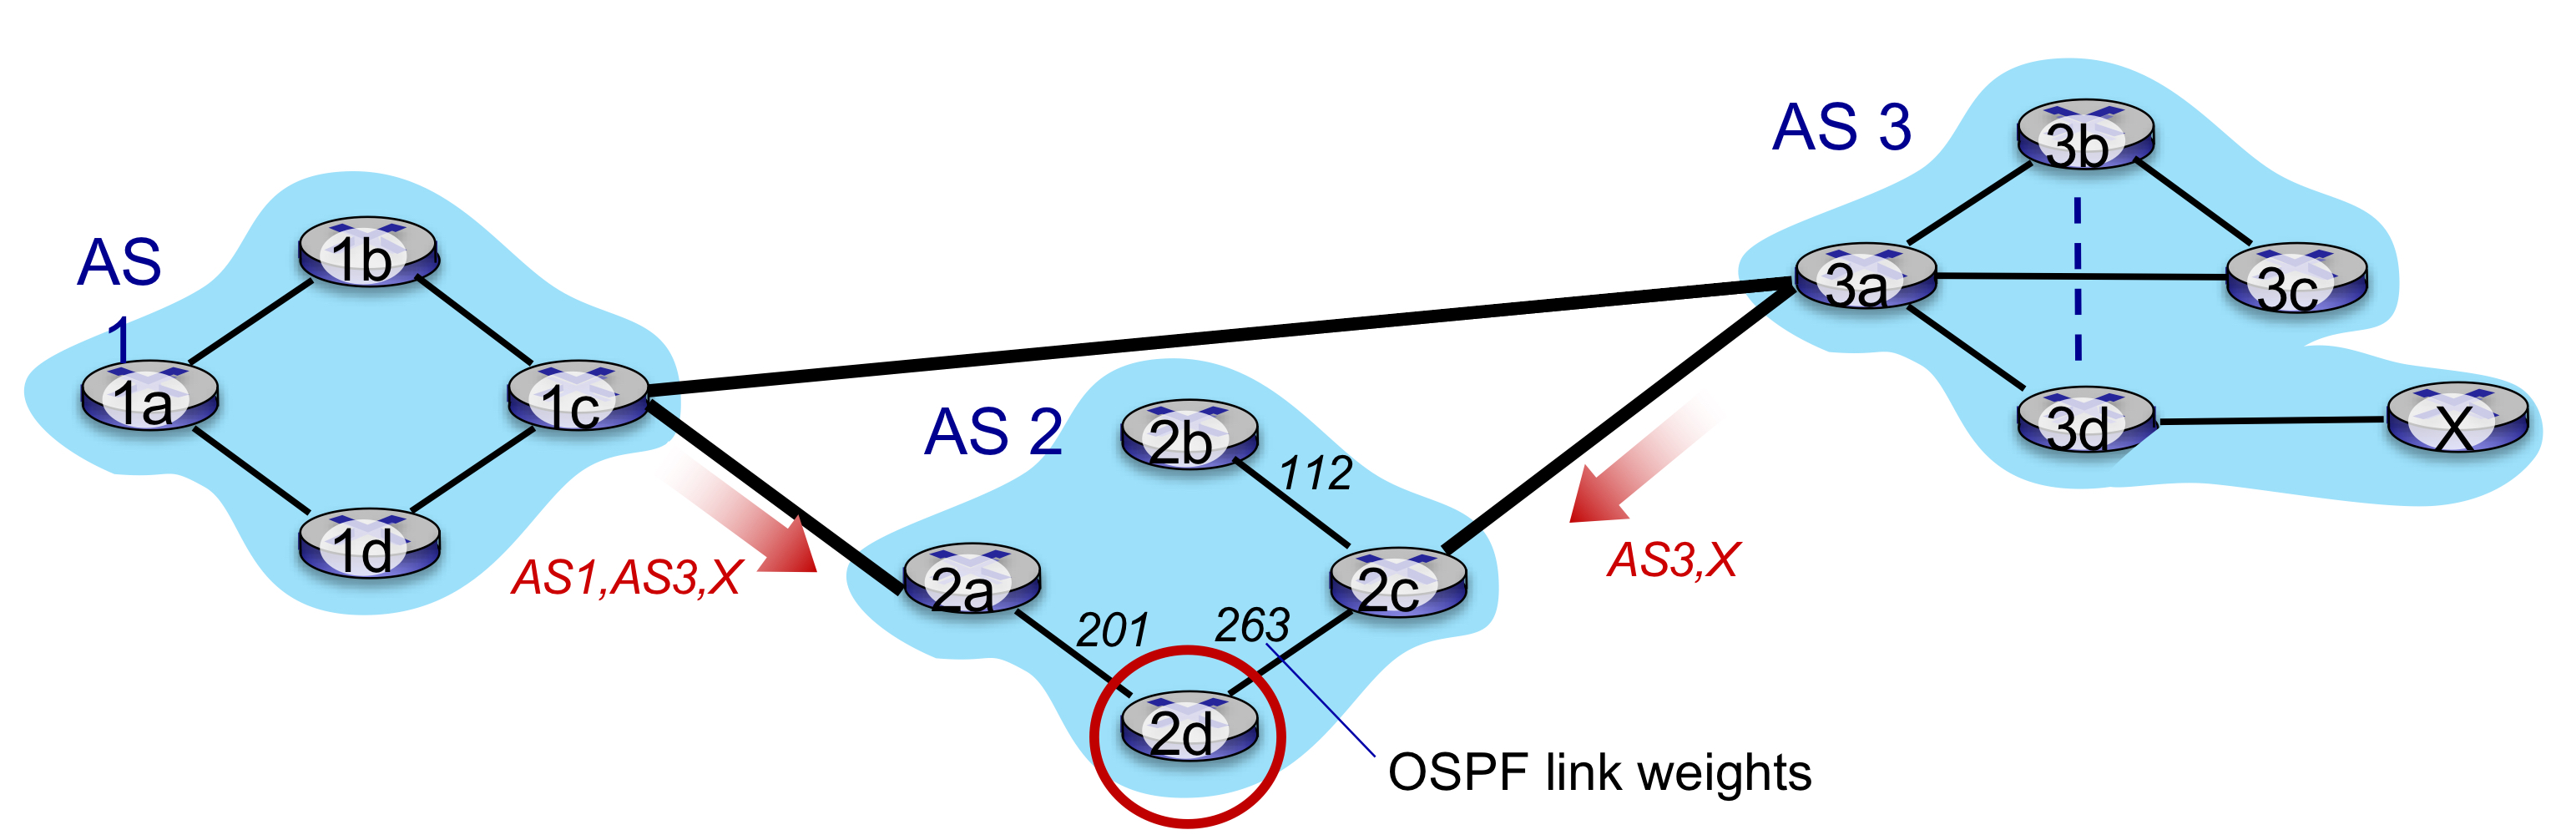 AS
1
1b
1a
1c
1d
AS1,AS3,X
AS 2
2b
112
2a
2c
201
263
2d
OSPF link weights
AS3,X
AS 3
3b
3a
3c
3d
X